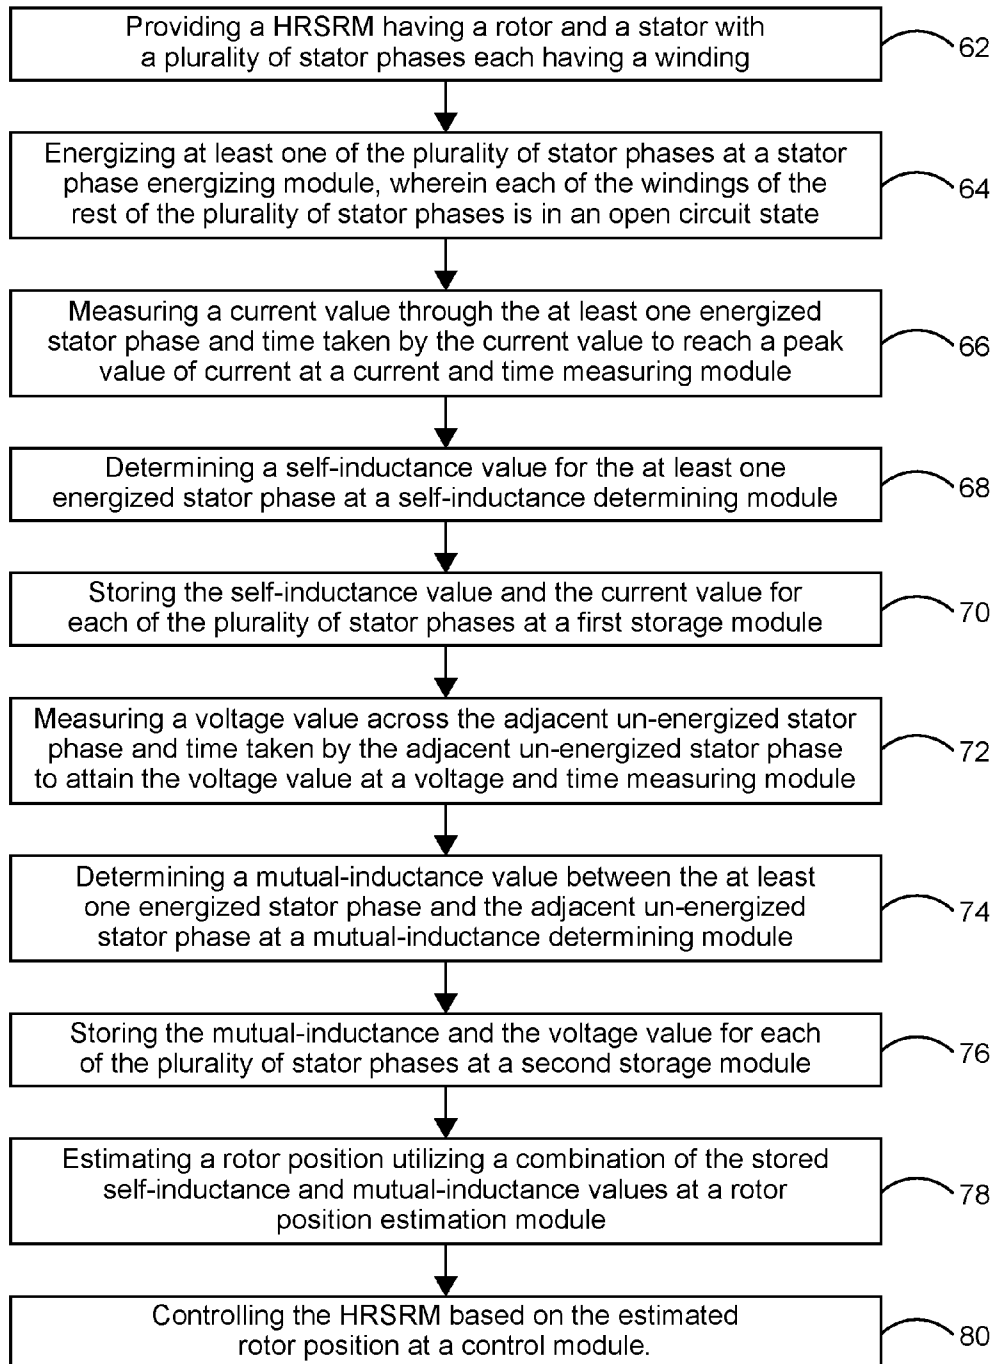 Providing a HRSRM having a rotor and a stator with
a plurality of stator phases each having a winding
62
Energizing at least one of the plurality of stator phases at a stator
phase energizing module, wherein each of the windings of the
rest of the plurality of stator phases is in an open circuit state
64
Measuring a current value through the at least one energized
stator phase and time taken by the current value to reach a peak
value of current at a current and time measuring module
66
Determining a self-inductance value for the at least one
energized stator phase at a self-inductance determining module
68
Storing the self-inductance value and the current value for
each of the plurality of stator phases at a first storage module
70
Measuring a voltage value across the adjacent un-energized stator
phase and time taken by the adjacent un-energized stator phase
to attain the voltage value at a voltage and time measuring module
72
Determining a mutual-inductance value between the at least
one energized stator phase and the adjacent un-energized
stator phase at a mutual-inductance determining module
74
Storing the mutual-inductance and the voltage value for each
of the plurality of stator phases at a second storage module
76
Estimating a rotor position utilizing a combination of the stored
self-inductance and mutual-inductance values at a rotor
position estimation module
78
Controlling the HRSRM based on the estimated
rotor position at a control module.
80